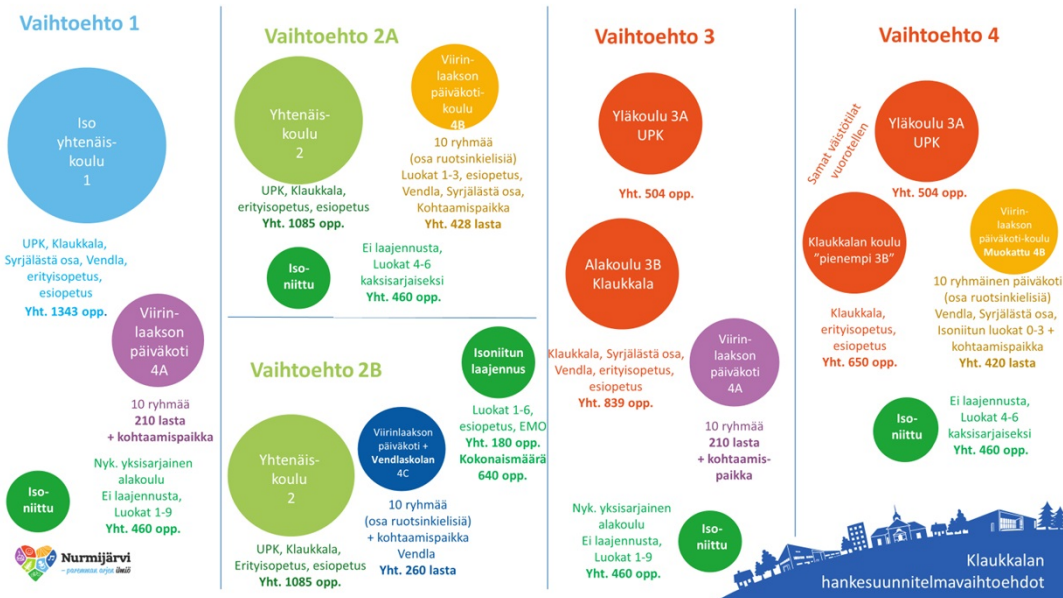 Vaihtoehto 1
Iso
yhtenäis-
koulu
1
UPK, Klaukkala,
Syrjälästä osa, Vendla,
erityisopetus,
esiopetus
Yht. 1343 opp.
Viirin-
laakson
päiväkoti
4A
10 ryhmää
210 lasta
+ kohtaamispaikka
Iso-
niittu
Nyk. yksisarjainen
alakoulu
Ei laajennusta,
Luokat 1-9
Yht. 460 opp.
Nurmijärvi
– paremman arjen ilmiö
Vaihtoehto 2A
Yhtenäis-
koulu
2
UPK, Klaukkala,
erityisopetus, esiopetus
Yht. 1085 opp.
Viirin-
laakson
päiväkoti-
koulu
4B
10 ryhmää
(osa ruotsinkielisiä)
Luokat 1-3, esiopetus,
Vendla, Syrjälästä osa,
Kohtaamispaikka
Yht. 428 lasta
Iso-
niittu
Ei laajennusta,
Luokat 4-6
kaksisarjaiseksi
Yht. 460 opp.
Vaihtoehto 2B
Yhtenäis-
koulu
2
UPK, Klaukkala,
Erityisopetus, esiopetus
Yht. 1085 opp.
Viirinlaakson
päiväkoti +
Vendlaskolan
4C
10 ryhmää
(osa ruotsinkielisiä)
+ kohtaamispaikka
Vendla
Yht. 260 lasta
Isoniitun
laajennus
Luokat 1-6,
esiopetus, EMO
Yht. 180 opp.
Kokonaismäärä
640 opp.
Vaihtoehto 3
Yläkoulu 3A
UPK
Yht. 504 opp.
Alakoulu 3B
Klaukkala
Klaukkala, Syrjälästä osa,
Vendla, erityisopetus,
esiopetus
Yht. 839 opp.
Viirin-
laakson
päiväkoti
4A
10 ryhmää
210 lasta
+ kohtaamis-
paikka
Nyk. yksisarjainen
alakoulu
Ei laajennusta,
Luokat 1-9
Yht. 460 opp.
Iso-
niittu
Vaihtoehto 4
Samat väistötilat
vuorotellen
Yläkoulu 3A
UPK
Yht. 504 opp.
Klaukkalan koulu
"pienempi 3B"
Klaukkala,
erityisopetus,
esiopetus
Yht. 650 opp.
Viirin-
laakson
päiväkoti-koulu
Muokattu 4B
10 ryhmäinen päiväkoti
(osa ruotsinkielisiä)
Vendla, Syrjälästä osa,
Isoniitun luokat 0-3 +
kohtaamispaikka
Yht. 420 lasta
Iso-
niittu
Ei laajennusta,
Luokat 4-6
kaksisarjaiseksi
Yht. 460 opp.
Klaukkalan
hankesuunnitelmavaihtoehdot